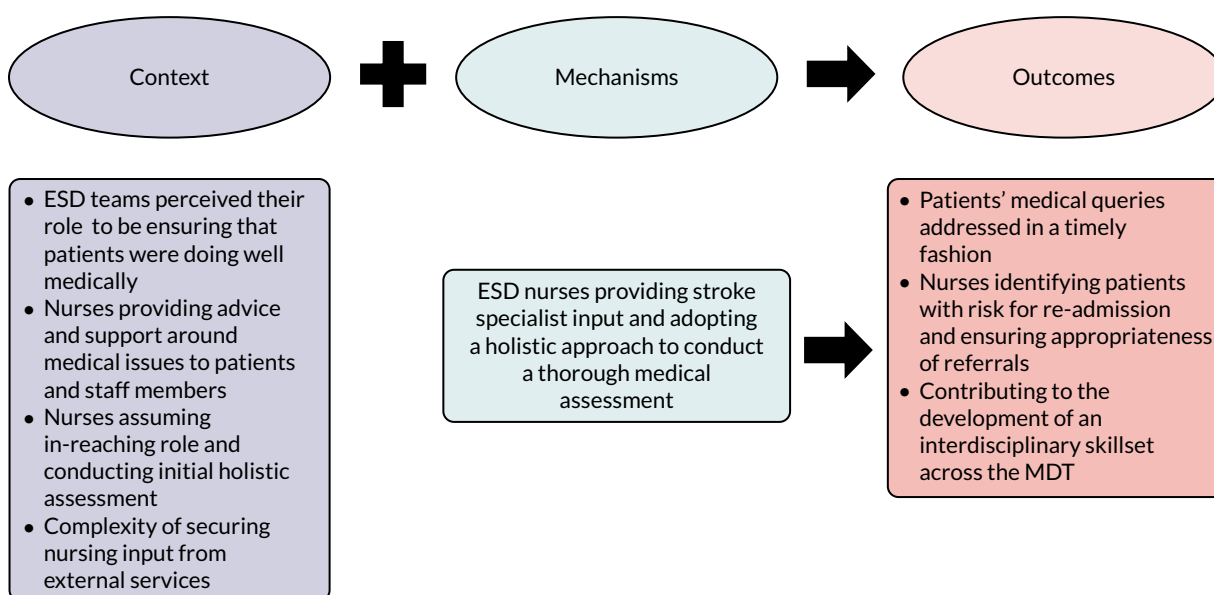 Context
Mechanisms
Outcomes
• ESD teams perceived their
role to be ensuring that
patients were doing well
medically
• Nurses providing advice
and support around
medical issues to patients
and staff members
• Nurses assuming
in-reaching role and
conducting initial holistic
assessment
• Complexity of securing
nursing input from
external services
ESD nurses providing stroke
specialist input and adopting
a holistic approach to conduct
a thorough medical
assessment
• Patients’ medical queries
addressed in a timely
fashion
• Nurses identifying patients
with risk for re-admission
and ensuring appropriateness
of referrals
• Contributing to the
development of an
interdisciplinary skillset
across the MDT